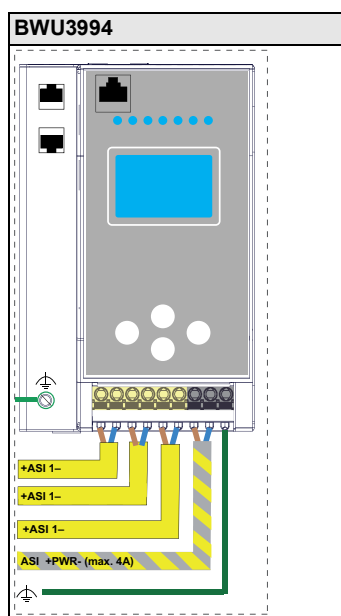 BWU3994
+ASI 1–
+ASI 1–
+ASI 1–
ASI +PWR- (max. 4A)